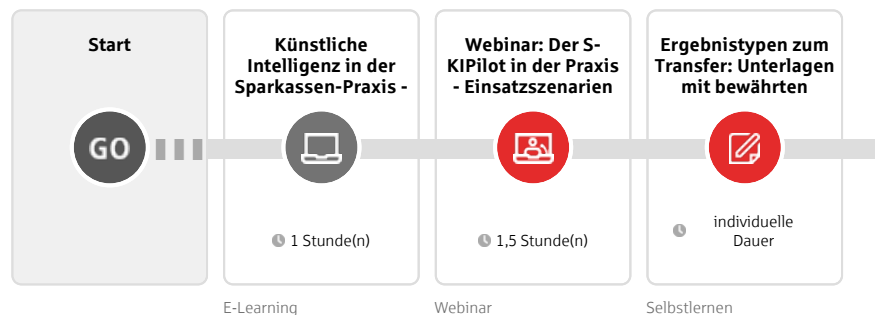 Start
GO
Künstliche
Intelligenz in der
Sparkassen-Praxis -
1 Stunde(n)
E-Learning
Webinar: Der S-
KIPilot in der Praxis
- Einsatzszenarien
1,5 Stunde(n)
Webinar
Ergebnistypen zum
Transfer: Unterlagen
mit bewährten
individuelle
Dauer
Selbstlernen